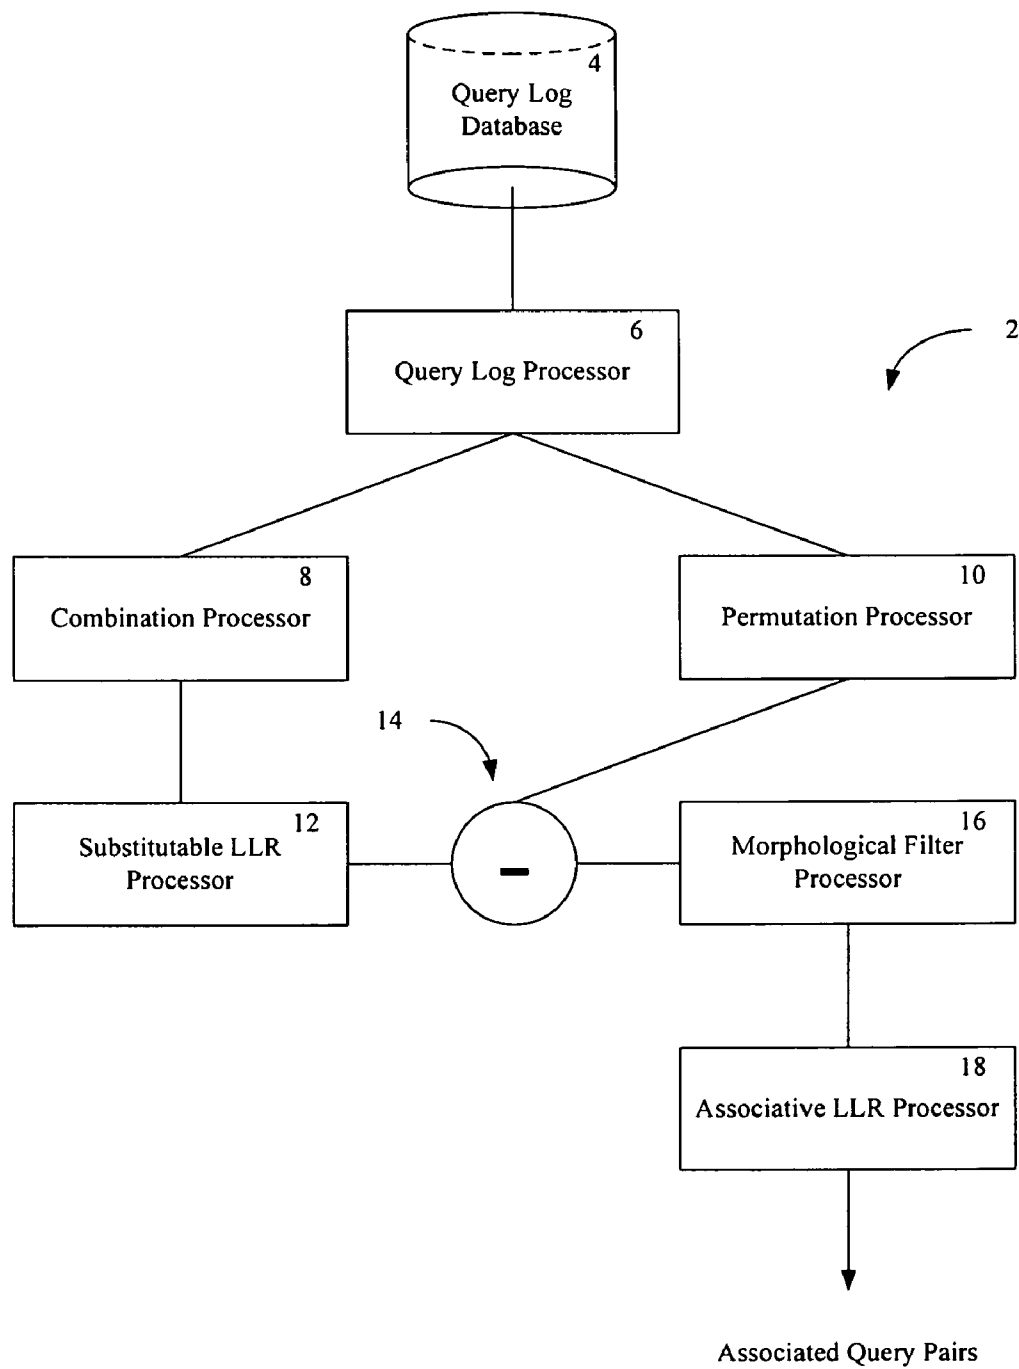 4
Query Log
Database
6
Query Log Processor
2
8
Combination Processor
10
Permutation Processor
14
12
Substitutable LLR
Processor
–
16
Morphological Filter
Processor
18
Associative LLR Processor
Associated Query Pairs